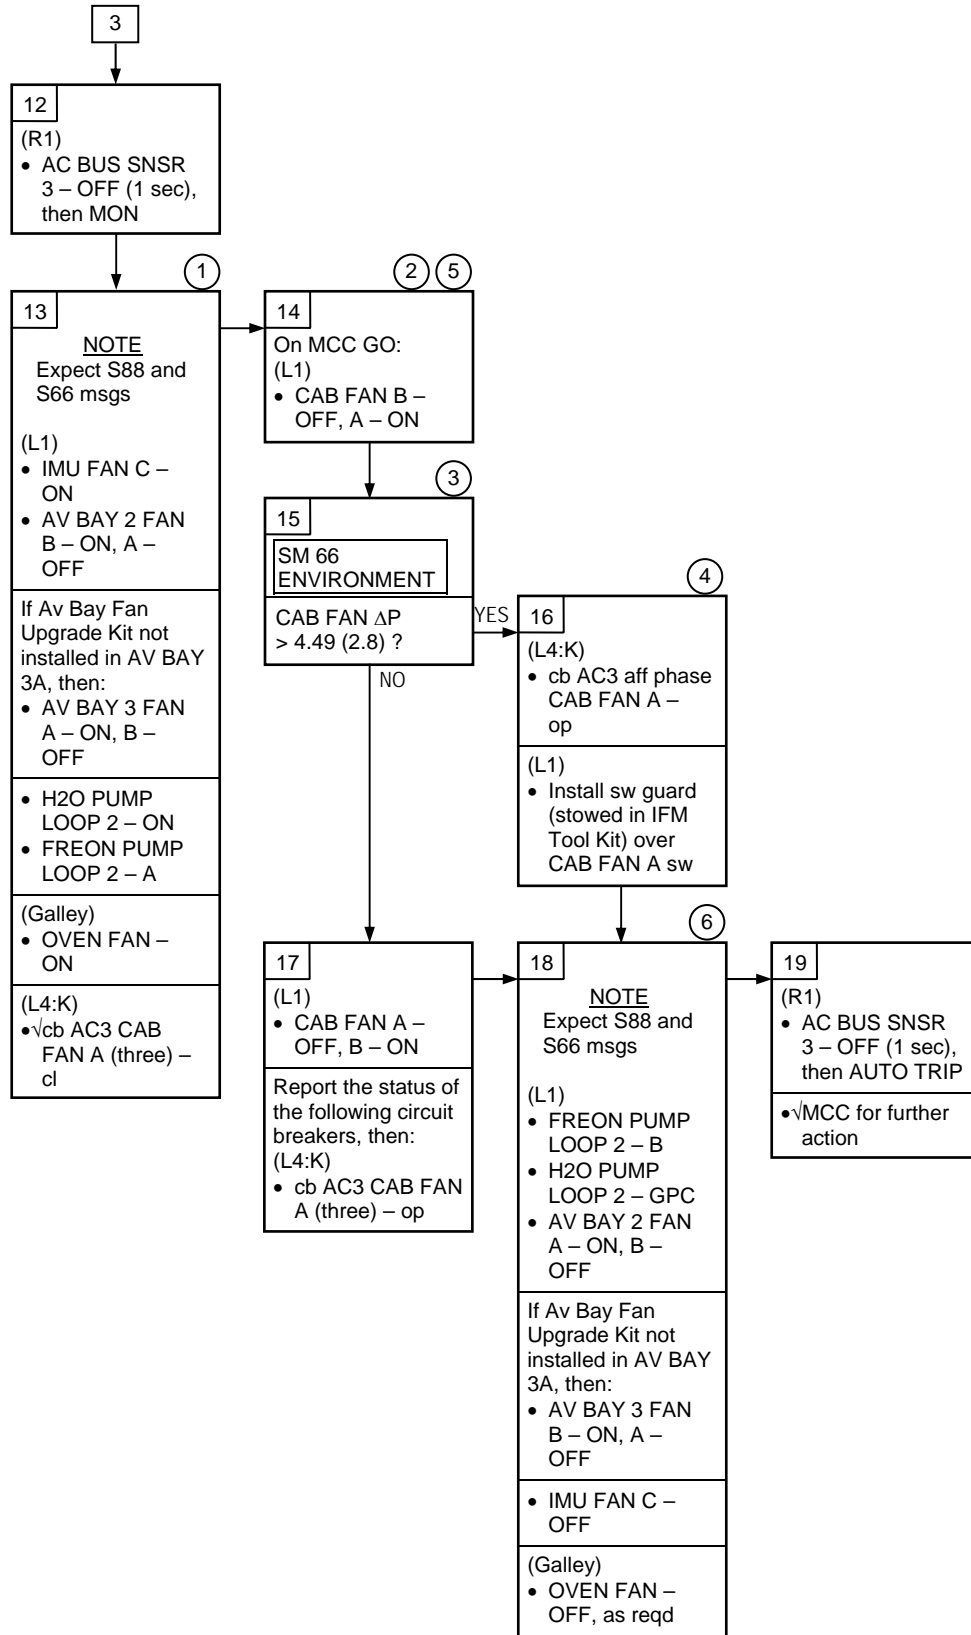 3
12
(R1)
• AC BUS SNSR
3 – OFF (1 sec),
then MON
1
13
NOTE
Expect S88 and
S66 msgs
(L1)
• IMU FAN C –
ON
• AV BAY 2 FAN
B – ON, A –
OFF
If Av Bay Fan
Upgrade Kit not
installed in AV BAY
3A, then:
• AV BAY 3 FAN
A – ON, B –
OFF
• H2O PUMP
LOOP 2 – ON
• FREON PUMP
LOOP 2 – A
(Galley)
• OVEN FAN –
ON
(L4:K)
•√cb AC3 CAB
FAN A (three) –
cl
2 5
14
On MCC GO:
(L1)
• CAB FAN B –
OFF, A – ON
3
15
SM 66
ENVIRONMENT
CAB FAN ΔP
> 4.49 (2.8) ?
YES
NO
4
16
(L4:K)
• cb AC3 aff phase
CAB FAN A –
op
(L1)
• Install sw guard
(stowed in IFM
Tool Kit) over
CAB FAN A sw
17
(L1)
• CAB FAN A –
OFF, B – ON
Report the status of
the following circuit
breakers, then:
(L4:K)
• cb AC3 CAB FAN
A (three) – op
6
18
NOTE
Expect S88 and
S66 msgs
(L1)
• FREON PUMP
LOOP 2 – B
• H2O PUMP
LOOP 2 – GPC
• AV BAY 2 FAN
A – ON, B –
OFF
If Av Bay Fan
Upgrade Kit not
installed in AV BAY
3A, then:
• AV BAY 3 FAN
B – ON, A –
OFF
• IMU FAN C –
OFF
(Galley)
• OVEN FAN –
OFF, as reqd
19
(R1)
• AC BUS SNSR
3 – OFF (1 sec),
then AUTO TRIP
•√MCC for further
action